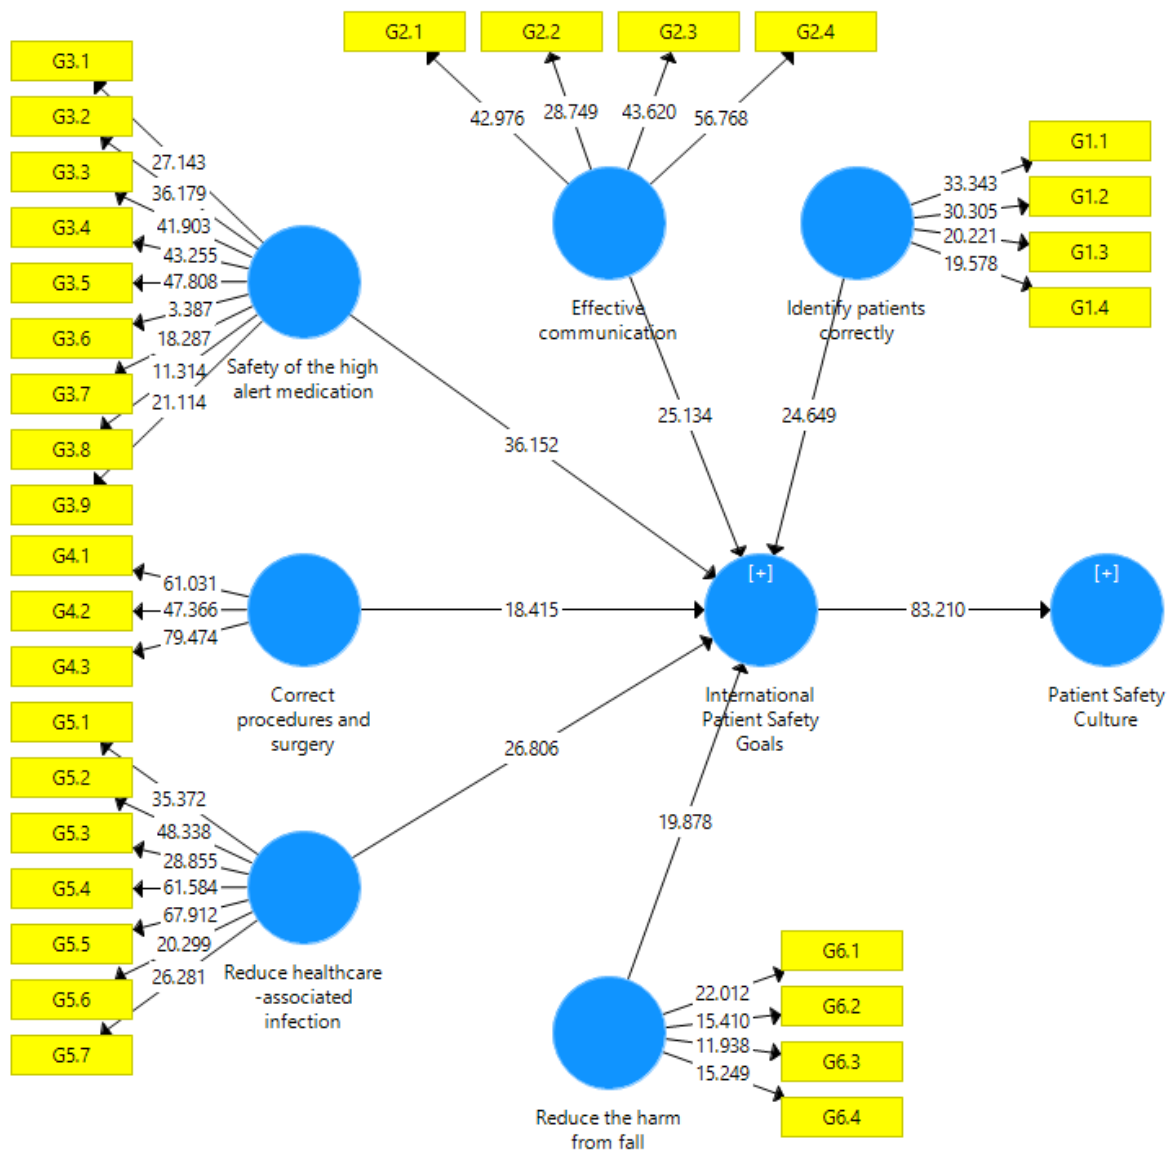 G2.1
G2.2
G2.3
G2.4
42.976
28.749
43.620
56.768
G3.1
G3.2
G3.3
G3.4
G3.5
G3.6
G3.7
G3.8
G3.9
27.143
36.179
41.903
43.255
47.808
3.387
18.287
11.314
21.114
Safety of the high
alert medication
Effective
communication
Identify patients
correctly
33.343
30.305
20.221
19.578
G1.1
G1.2
G1.3
G1.4
36.152
25.134
24.649
G4.1
G4.2
G4.3
61.031
47.366
79.474
Correct
procedures and
surgery
18.415
[+]
International
Patient Safety
Goals
83.210
[+]
Patient Safety
Culture
G5.1
G5.2
G5.3
G5.4
G5.5
G5.6
G5.7
35.372
48.338
28.855
61.584
67.912
20.299
26.281
Reduce healthcare
-associated
infection
26.806
19.878
Reduce the harm
from fall
22.012
15.410
11.938
15.249
G6.1
G6.2
G6.3
G6.4